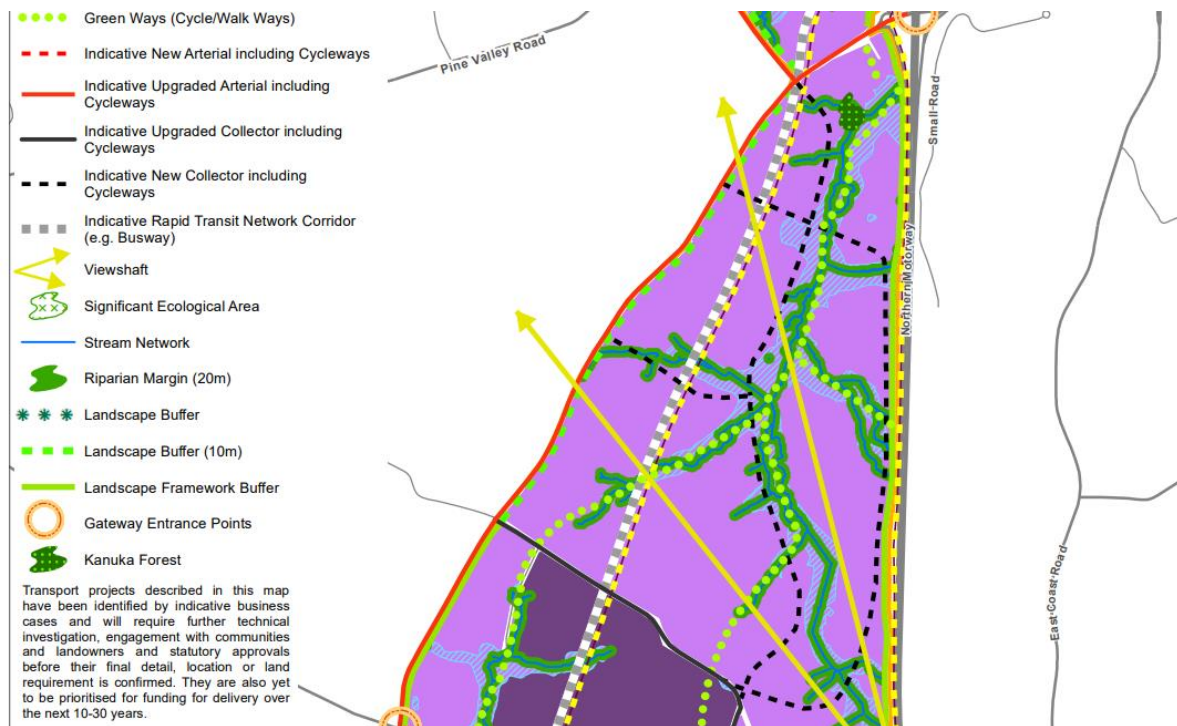 Green Ways (Cycle/Walk Ways)
Indicative New Arterial including Cycleways
Indicative Upgraded Arterial including
Cycleways
Indicative Upgraded Collector including
Cycleways
Indicative New Collector including
Cycleways
Indicative Rapid Transit Network Corridor
(e.g. Busway)
Viewshaft
Significant Ecological Area
Stream Network
Riparian Margin (20m)
Landscape Buffer
Landscape Buffer (10m)
Landscape Framework Buffer
Gateway Entrance Points
Kanuka Forest
Transport projects described in this map
have been identified by indicative business
cases and will require further technical
investigation, engagement with communities
and landowners and statutory approvals
before their final detail, location or land
requirement is confirmed. They are also yet
to be prioritised for funding for delivery over
the next 10-30 years.
Pine Valley Road
Small Road
Northern Motorway
East Coast Road